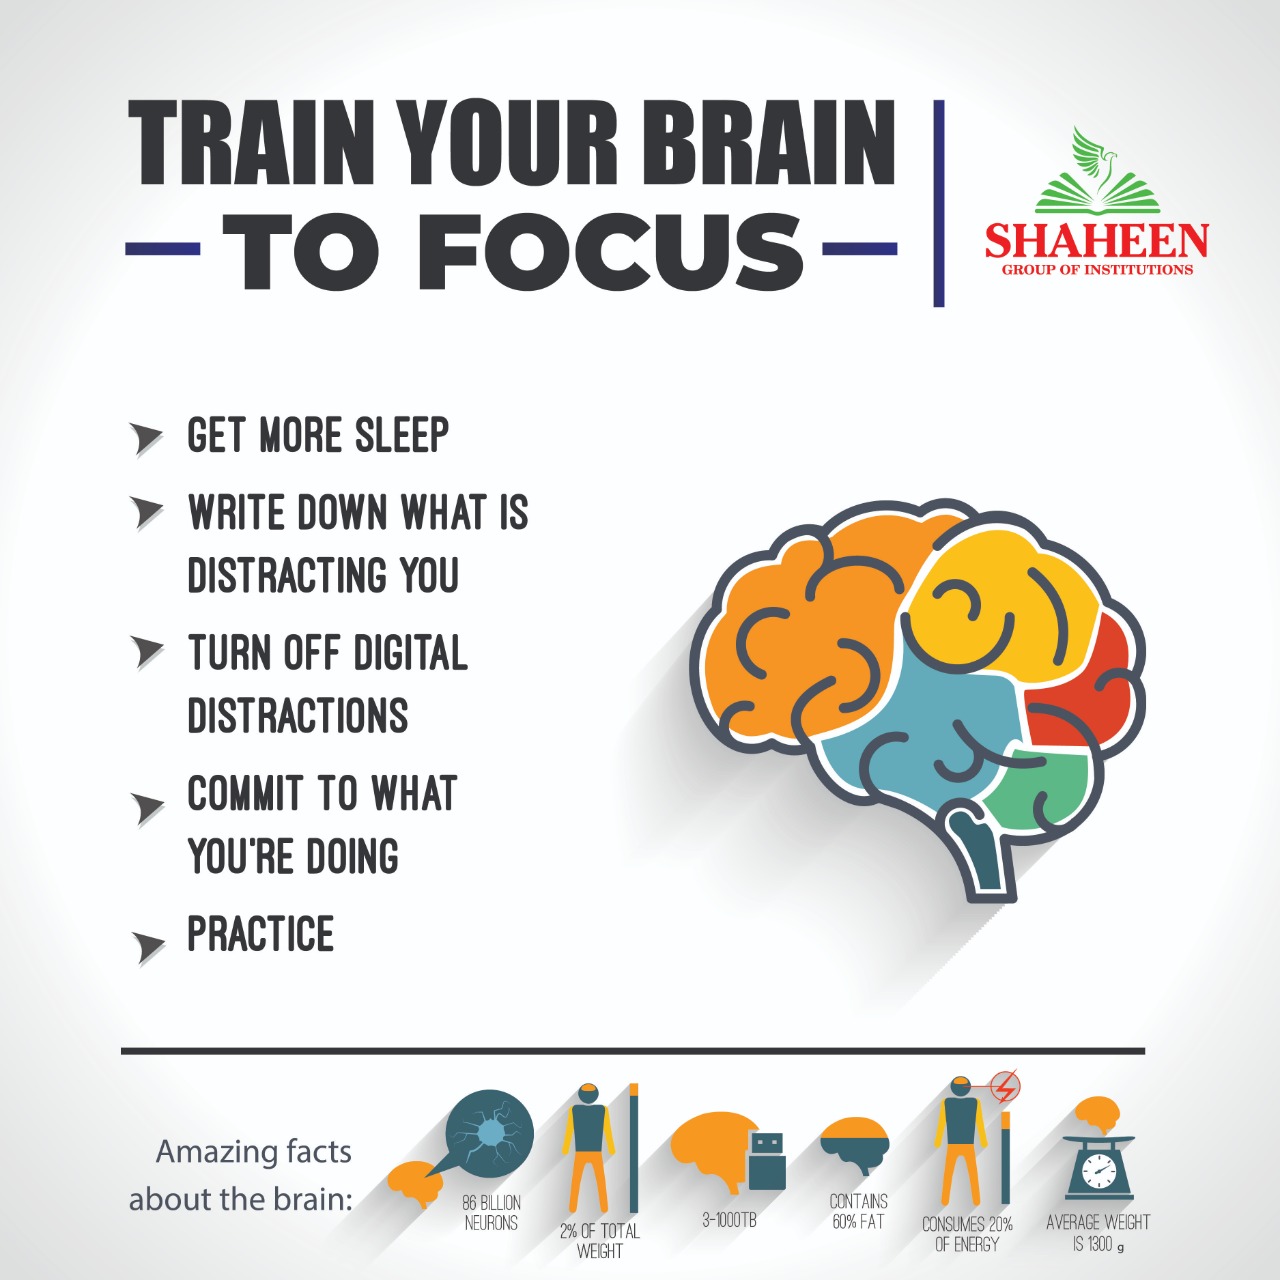 TRAIN YOUR BRAIN
TO FOCUS
SHAHEEN
GROUP OF INSTITUTIONS
GET MORE SLEEP
WRITE DOWN WHAT IS
DISTRACTING YOU
TURN OFF DIGITAL
DISTRACTIONS
COMMIT TO WHAT
YOU'RE DOING
PRACTICE
Amazing facts
about the brain:
86 BILLION
NEURONS
2% OF TOTAL
WEIGHT
3-1000TB
CONTAINS
60% FAT
CONSUMES 20%
OF ENERGY
AVERAGE WEIGHT
IS 1300 g